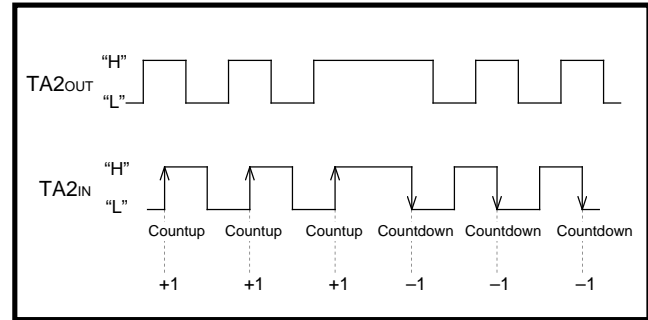 “H”
TA2OUT
“L”
“H”
TA2IN
“L”
Countup Countup Countup Countdown Countdown Countdown
+1 +1 +1 –1 –1 –1